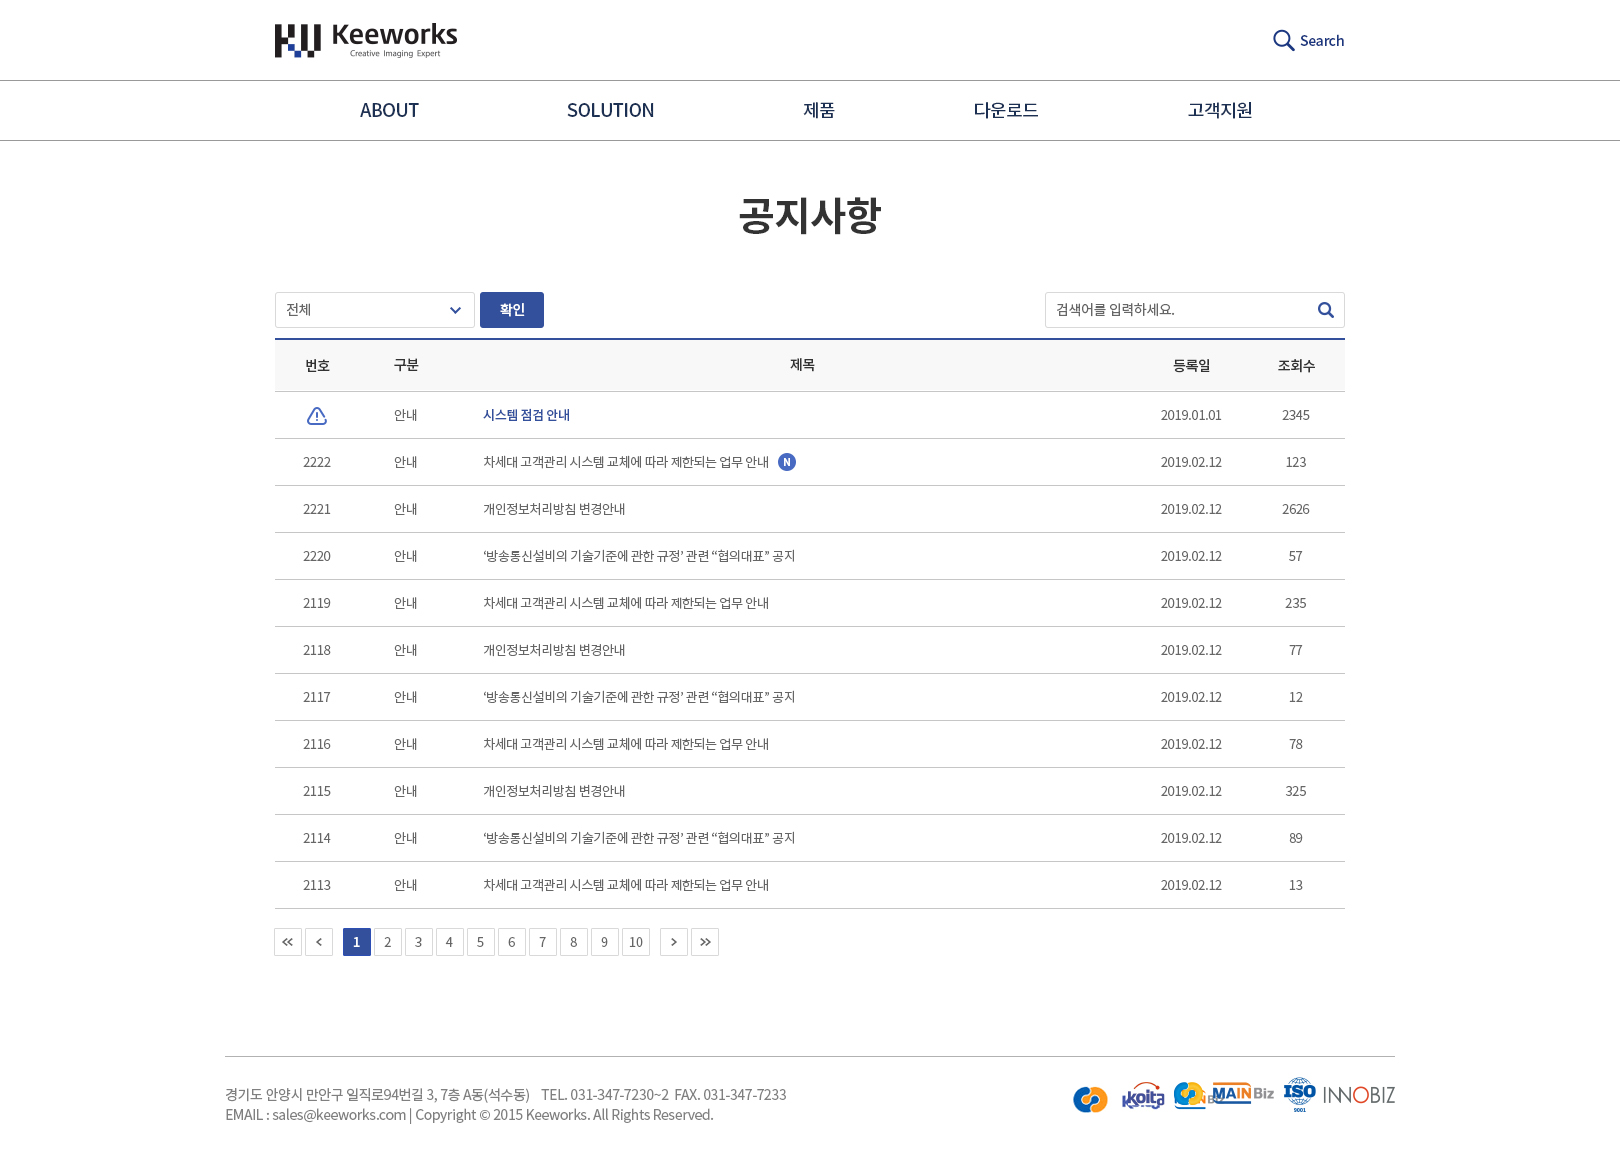 Keeworks
Creative Imaging Expert
Search
ABOUT SOLUTION 제품 다운로드 고객지원
공지사항
전체 확인 검색어를 입력하세요.
번호 구분 제목 등록일 조회수
안내 시스템 점검 안내 2019.01.01 2345
2222 안내 차세대 고객관리 시스템 교체에 따라 제한되는 업무 안내 N 2019.02.12 123
2221 안내 개인정보처리방침 변경안내 2019.02.12 2626
2220 안내 ‘방송통신설비의 기술기준에 관한 규정’ 관련 “협의대표” 공지 2019.02.12 57
2119 안내 차세대 고객관리 시스템 교체에 따라 제한되는 업무 안내 2019.02.12 235
2118 안내 개인정보처리방침 변경안내 2019.02.12 77
2117 안내 ‘방송통신설비의 기술기준에 관한 규정’ 관련 “협의대표” 공지 2019.02.12 12
2116 안내 차세대 고객관리 시스템 교체에 따라 제한되는 업무 안내 2019.02.12 78
2115 안내 개인정보처리방침 변경안내 2019.02.12 325
2114 안내 ‘방송통신설비의 기술기준에 관한 규정’ 관련 “협의대표” 공지 2019.02.12 89
2113 안내 차세대 고객관리 시스템 교체에 따라 제한되는 업무 안내 2019.02.12 13
1 2 3 4 5 6 7 8 9 10
경기도 안양시 만안구 일직로94번길 3, 7층 A동(석수동) TEL. 031-347-7230~2 FAX. 031-347-7233
EMAIL : sales@keeworks.com | Copyright © 2015 Keeworks. All Rights Reserved.
koita MAINBiz ISO 9001 INNOBIZ